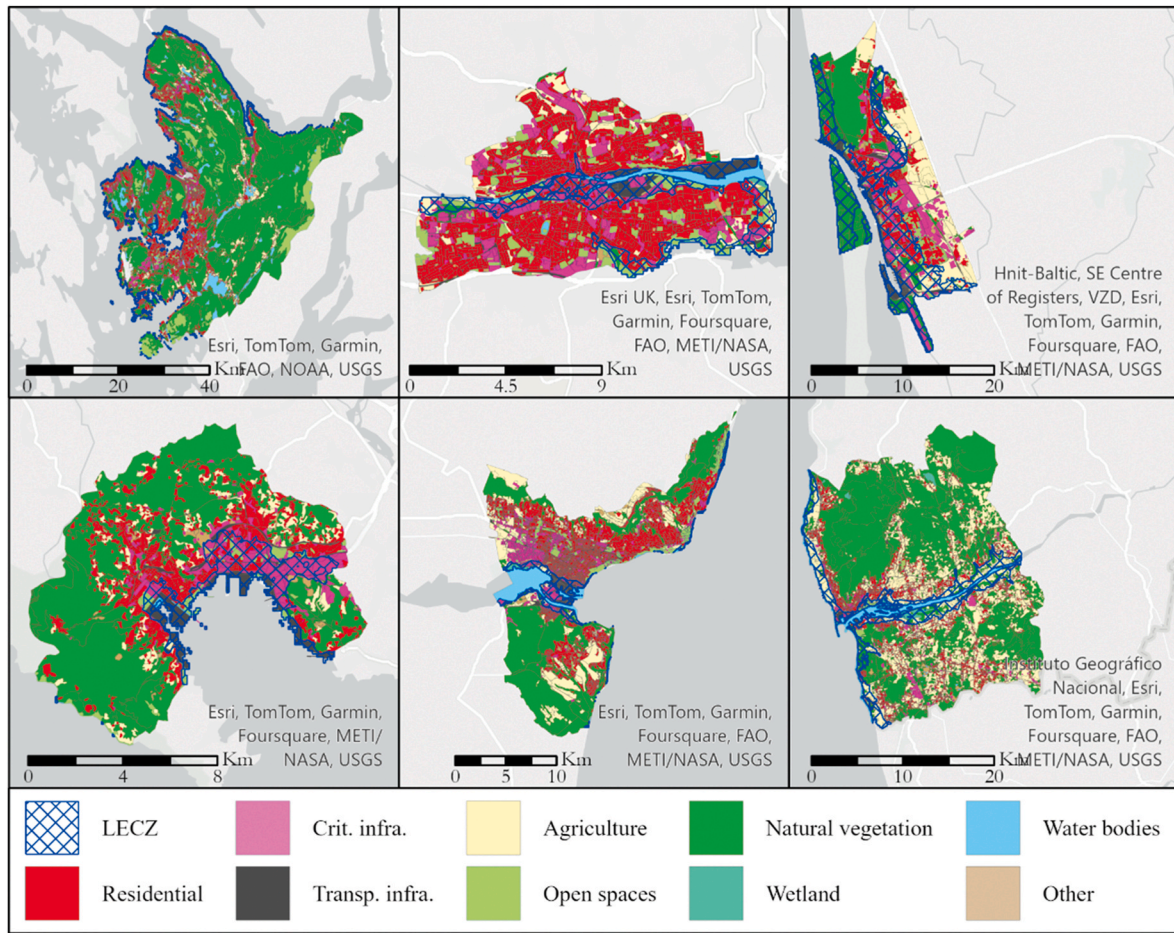 Esri, TomTom, Garmin,
FAO, NOAA, USGS
Km
0 20 40
Esri UK, Esri, TomTom,
Garmin, Foursquare,
FAO, METI/NASA,
USGS
Km
0 4.5 9
Hnit-Baltic, SE Centre
of Registers, VZD, Esri,
TomTom, Garmin,
Foursquare, FAO,
METI/NASA, USGS
Km
0 10 20
Esri, TomTom, Garmin,
Foursquare, METI/
NASA, USGS
Km
0 4 8
Esri, TomTom, Garmin,
Foursquare, FAO,
METI/NASA, USGS
Km
0 5 10
Instituto Geográfico
Nacional, Esri,
TomTom, Garmin,
Foursquare, FAO,
METI/NASA, USGS
Km
0 10 20
LECZ Crit. infra. Agriculture Natural vegetation Water bodies
Residential Transp. infra. Open spaces Wetland Other